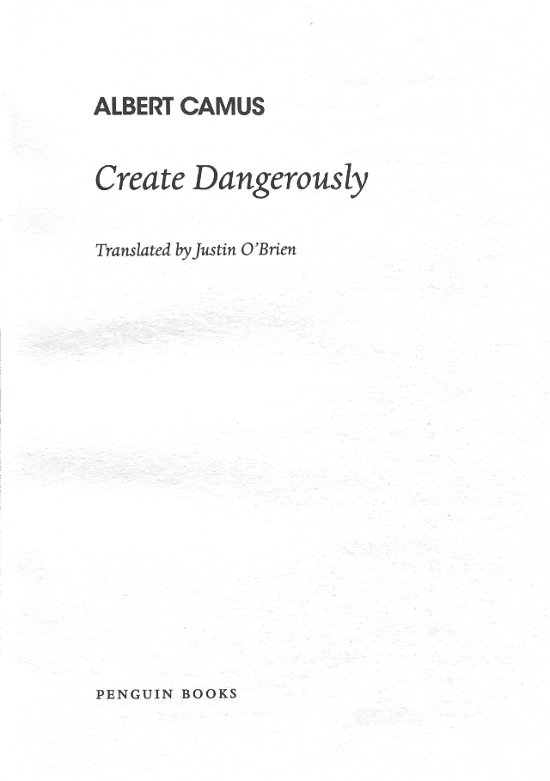 ALBERT CAMUS
Create Dangerously
Translated by Justin O’Brien
PENGUIN BOOKS